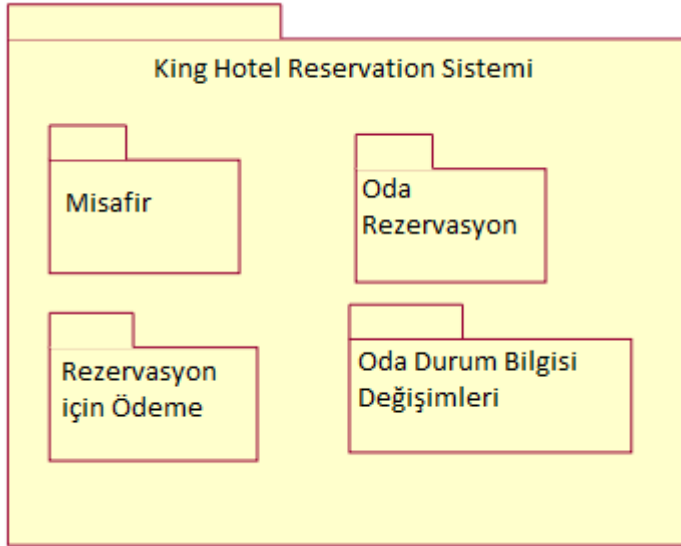 King Hotel Reservation Sistemi
Misafir
Oda
Rezervasyon
Rezervasyon
için Ödeme
Oda Durum Bilgisi
Değişimleri